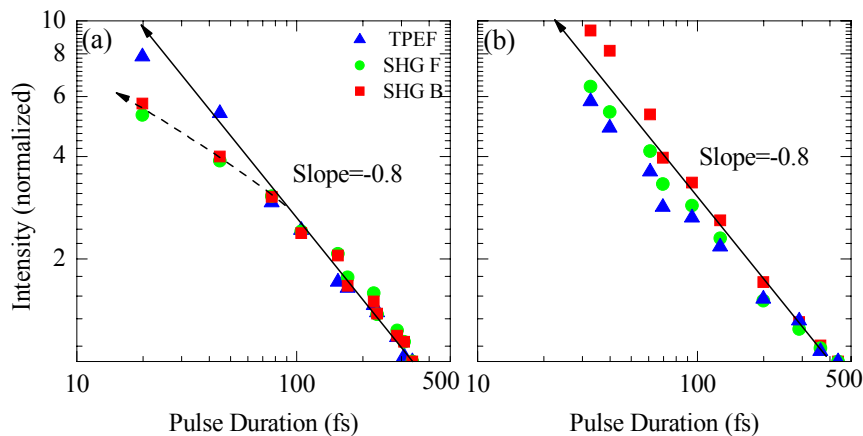 10
8
6
4
2
Intensity (normalized)
(a)
TPEF
SHG F
SHG B
Slope=-0.8
10
100
500
Pulse Duration (fs)
(b)
Slope=-0.8
10
100
500
Pulse Duration (fs)